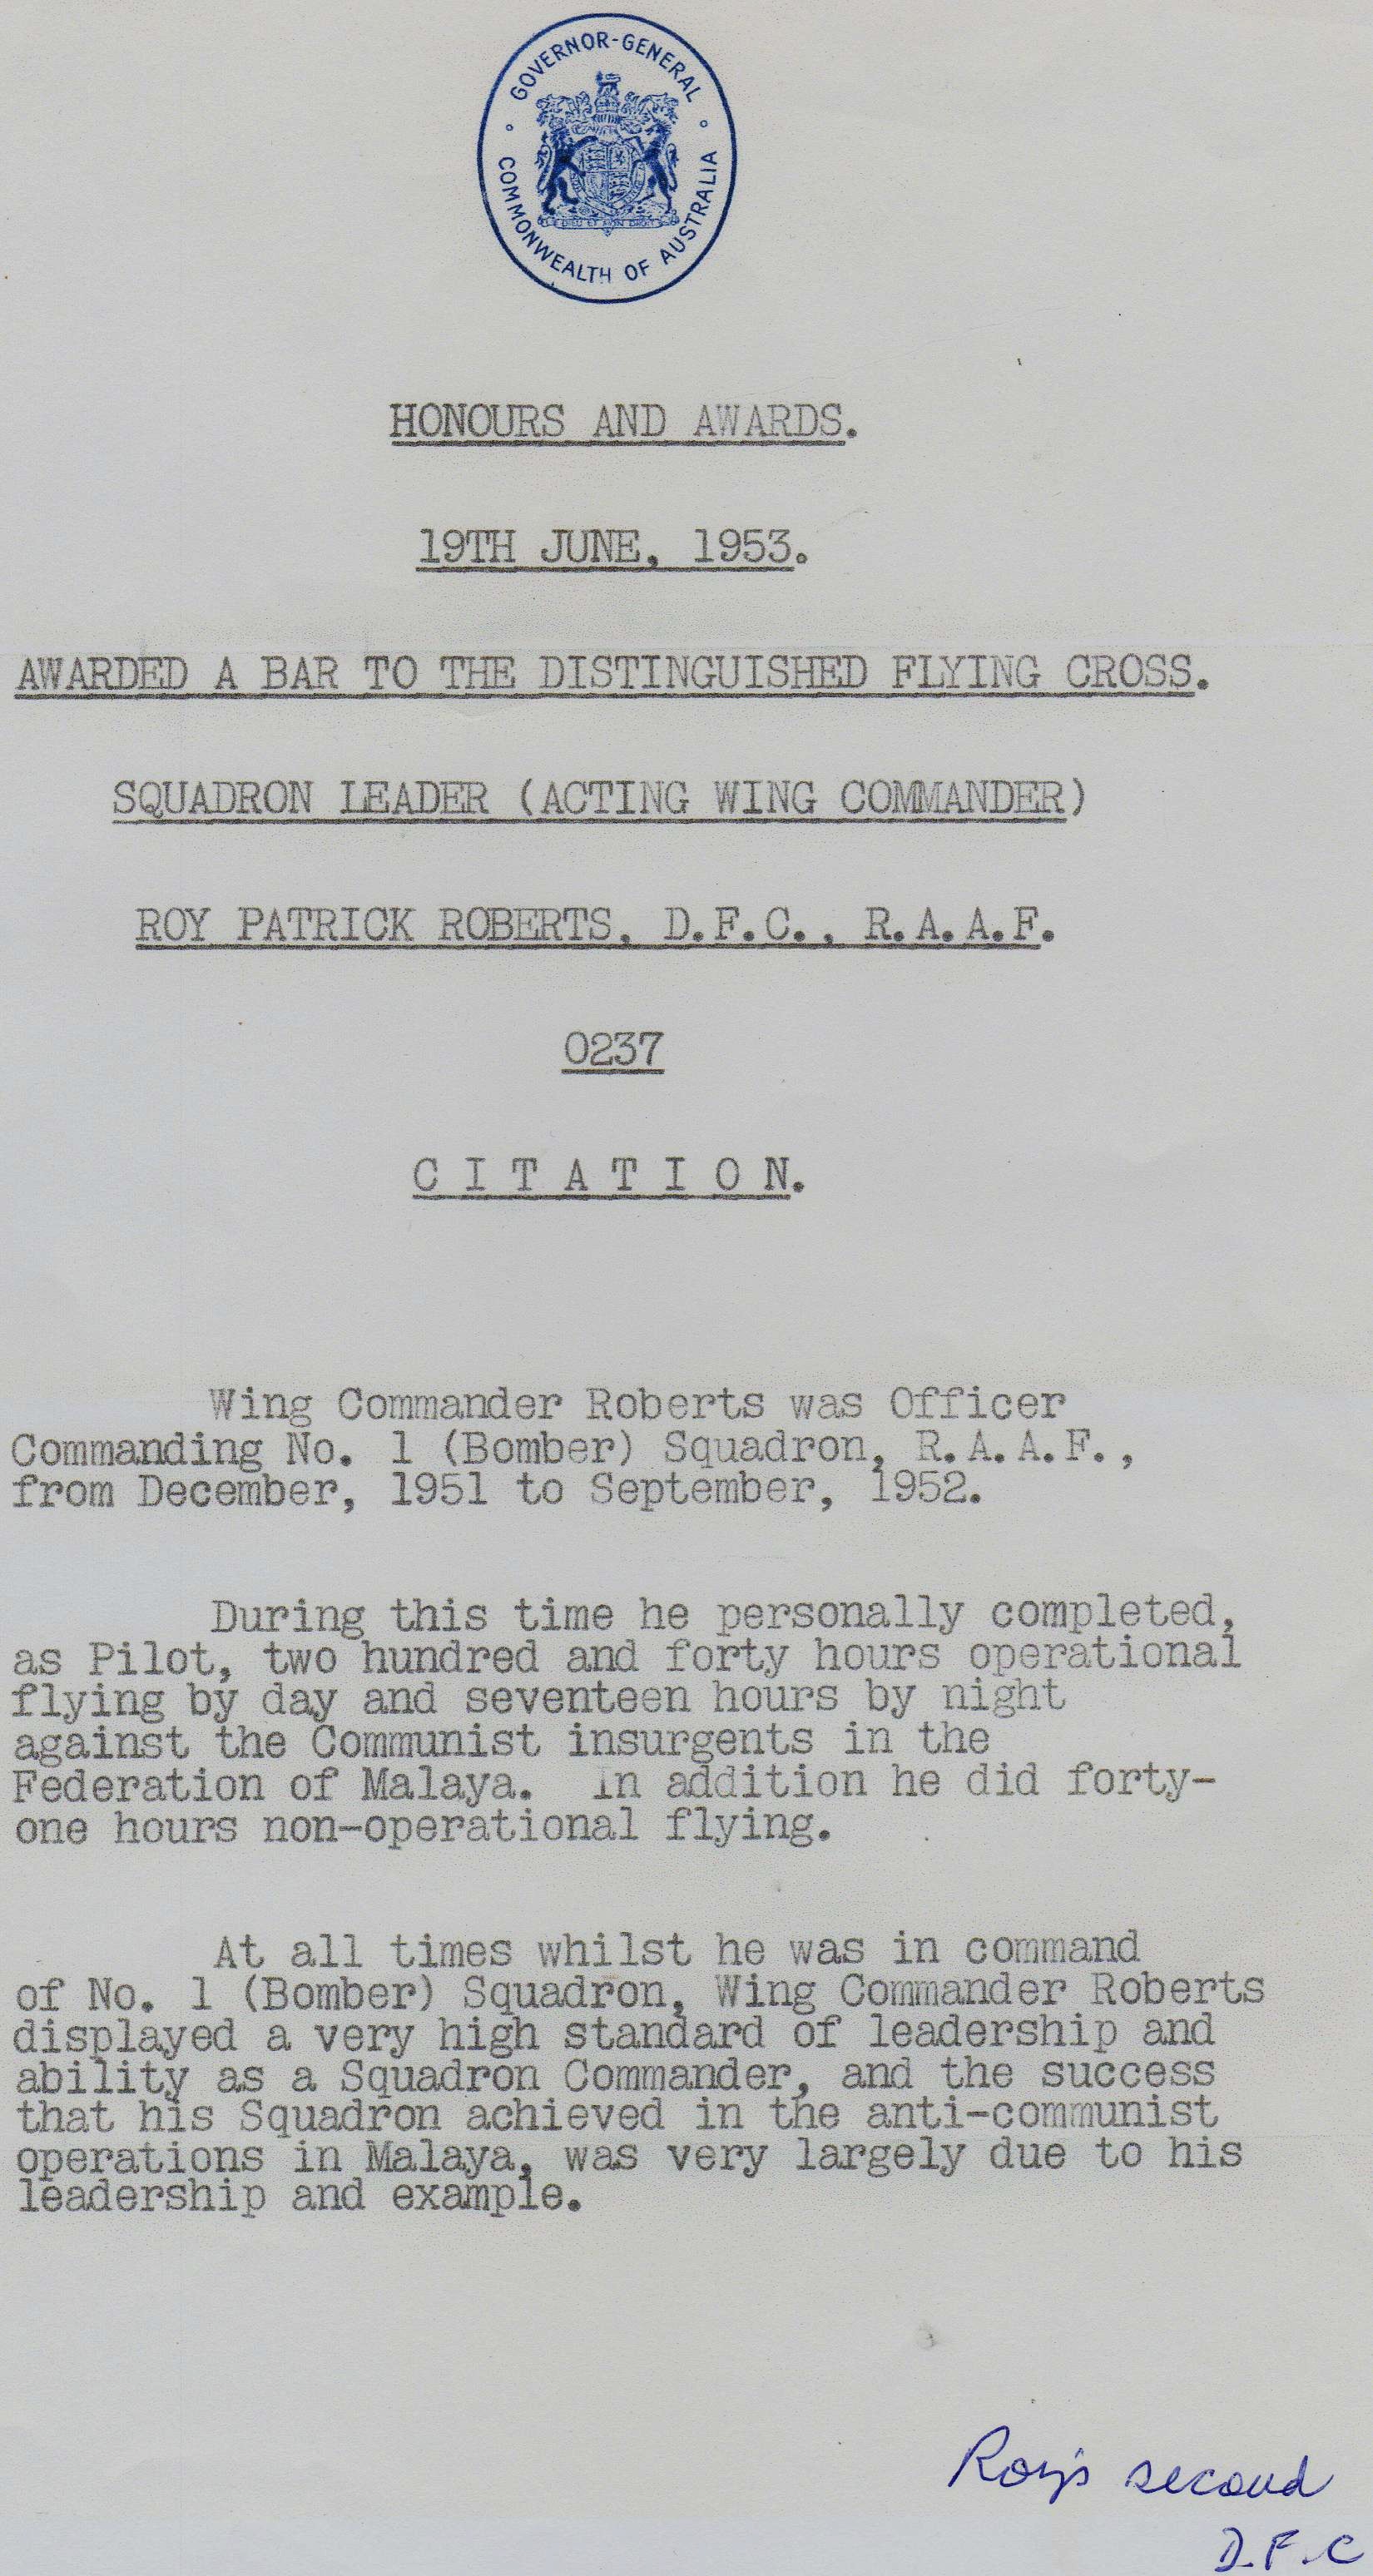 GOVERNOR-GENERAL
COMMONWEALTH OF AUSTRALIA
DIEU ET MON DROIT
HONOURS AND AWARDS.
19TH JUNE, 1953.
AWARDED A BAR TO THE DISTINGUISHED FLYING CROSS.
SQUADRON LEADER (ACTING WING COMMANDER)
ROY PATRICK ROBERTS, D.F.C., R.A.A.F.
0237
C I T A T I O N.
Wing Commander Roberts was Officer
Commanding No. 1 (Bomber) Squadron, R.A.A.F.,
from December, 1951 to September, 1952.
During this time he personally completed,
as Pilot, two hundred and forty hours operational
flying by day and seventeen hours by night
against the Communist insurgents in the
Federation of Malaya. In addition he did forty-
one hours non-operational flying.
At all times whilst he was in command
of No. 1 (Bomber) Squadron, Wing Commander Roberts
displayed a very high standard of leadership and
ability as a Squadron Commander, and the success
that his Squadron achieved in the anti-communist
operations in Malaya, was very largely due to his
leadership and example.
Roy's second
D.F.C